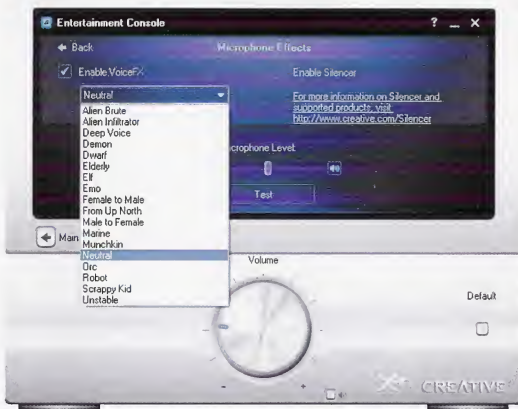 Entertainment Console ? _ X
Back
Microphone Effects
Enable VoiceFX
Enable Silencer
Neutral
For more information on Silencer and
supported products, visit
http://www.creative.com/Silencer
Alien Brute
Alien Infiltrator
Deep Voice
Demon
Dwarf
Elderly
Elf
Emo
Female to Male
From Up North
Male to Female
Marine
Munchkin
Neutral
Orc
Robot
Scrappy Kid
Unstable
crophone Level:
Test
Main
Volume
Default
- +
CREATIVE